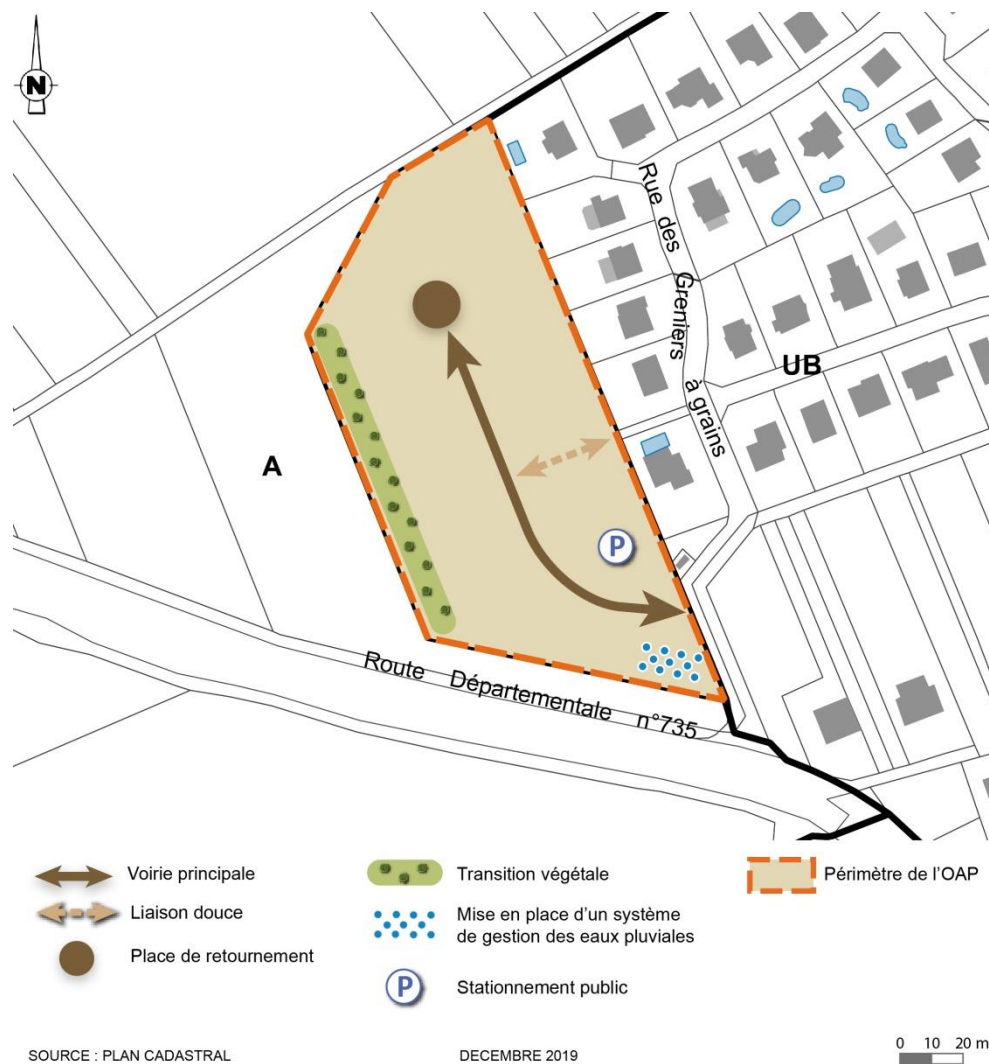 N
Rue des Greniers à grains
UB
A
P
Route Départementale n°735
Voirie principale
Liaison douce
Place de retournement
Transition végétale
Mise en place d'un système
de gestion des eaux pluviales
P
Stationnement public
Périmètre de l'OAP
SOURCE : PLAN CADASTRAL
DECEMBRE 2019
0 10 20 m